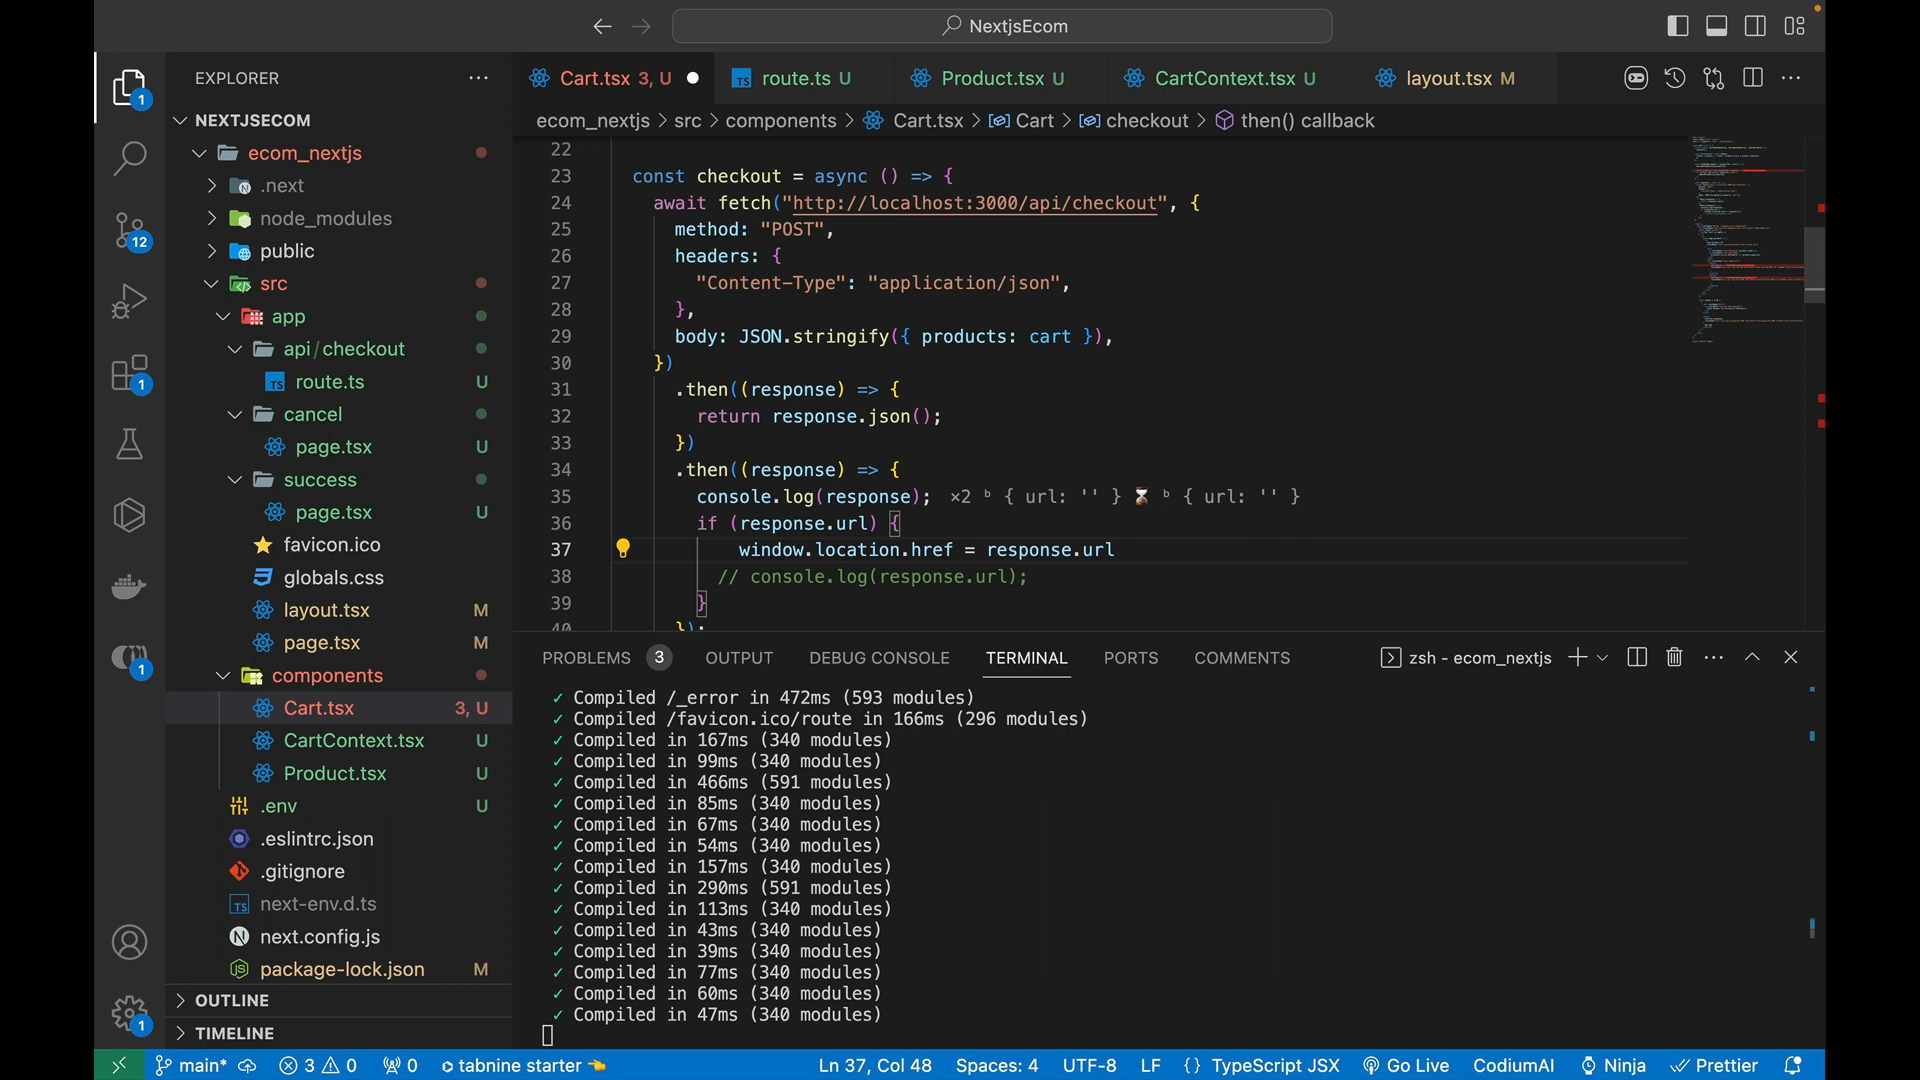 NextjsEcom
EXPLORER
NEXTJSECOM
ecom_nextjs
.next
node_modules
public
src
app
api/checkout
route.ts U
cancel
page.tsx U
success
page.tsx U
favicon.ico
globals.css
layout.tsx M
page.tsx M
components
Cart.tsx 3, U
CartContext.tsx U
Product.tsx U
.env U
.eslintrc.json
.gitignore
next-env.d.ts
next.config.js
package-lock.json M
OUTLINE
TIMELINE
1
12
1
1
1
Cart.tsx 3, U
route.ts U
Product.tsx U
CartContext.tsx U
layout.tsx M
ecom_nextjs > src > components > Cart.tsx > Cart > checkout > then() callback
22
23 const checkout = async () => {
24 await fetch("http://localhost:3000/api/checkout", {
25 method: "POST",
26 headers: {
27 "Content-Type": "application/json",
28 },
29 body: JSON.stringify({ products: cart }),
30 })
31 .then((response) => {
32 return response.json();
33 })
34 .then((response) => {
35 console.log(response); ×2 ᵇ { url: '' } ⏳ ᵇ { url: '' }
36 if (response.url) {
37 window.location.href = response.url
38 // console.log(response.url);
39 }
40 });
PROBLEMS 3 OUTPUT DEBUG CONSOLE TERMINAL PORTS COMMENTS
zsh - ecom_nextjs
✓ Compiled /_error in 472ms (593 modules)
✓ Compiled /favicon.ico/route in 166ms (296 modules)
✓ Compiled in 167ms (340 modules)
✓ Compiled in 99ms (340 modules)
✓ Compiled in 466ms (591 modules)
✓ Compiled in 85ms (340 modules)
✓ Compiled in 67ms (340 modules)
✓ Compiled in 54ms (340 modules)
✓ Compiled in 157ms (340 modules)
✓ Compiled in 290ms (591 modules)
✓ Compiled in 113ms (340 modules)
✓ Compiled in 43ms (340 modules)
✓ Compiled in 39ms (340 modules)
✓ Compiled in 77ms (340 modules)
✓ Compiled in 60ms (340 modules)
✓ Compiled in 47ms (340 modules)
main* 3 0 0 tabnine starter Ln 37, Col 48 Spaces: 4 UTF-8 LF {} TypeScript JSX Go Live CodiumAI Ninja Prettier